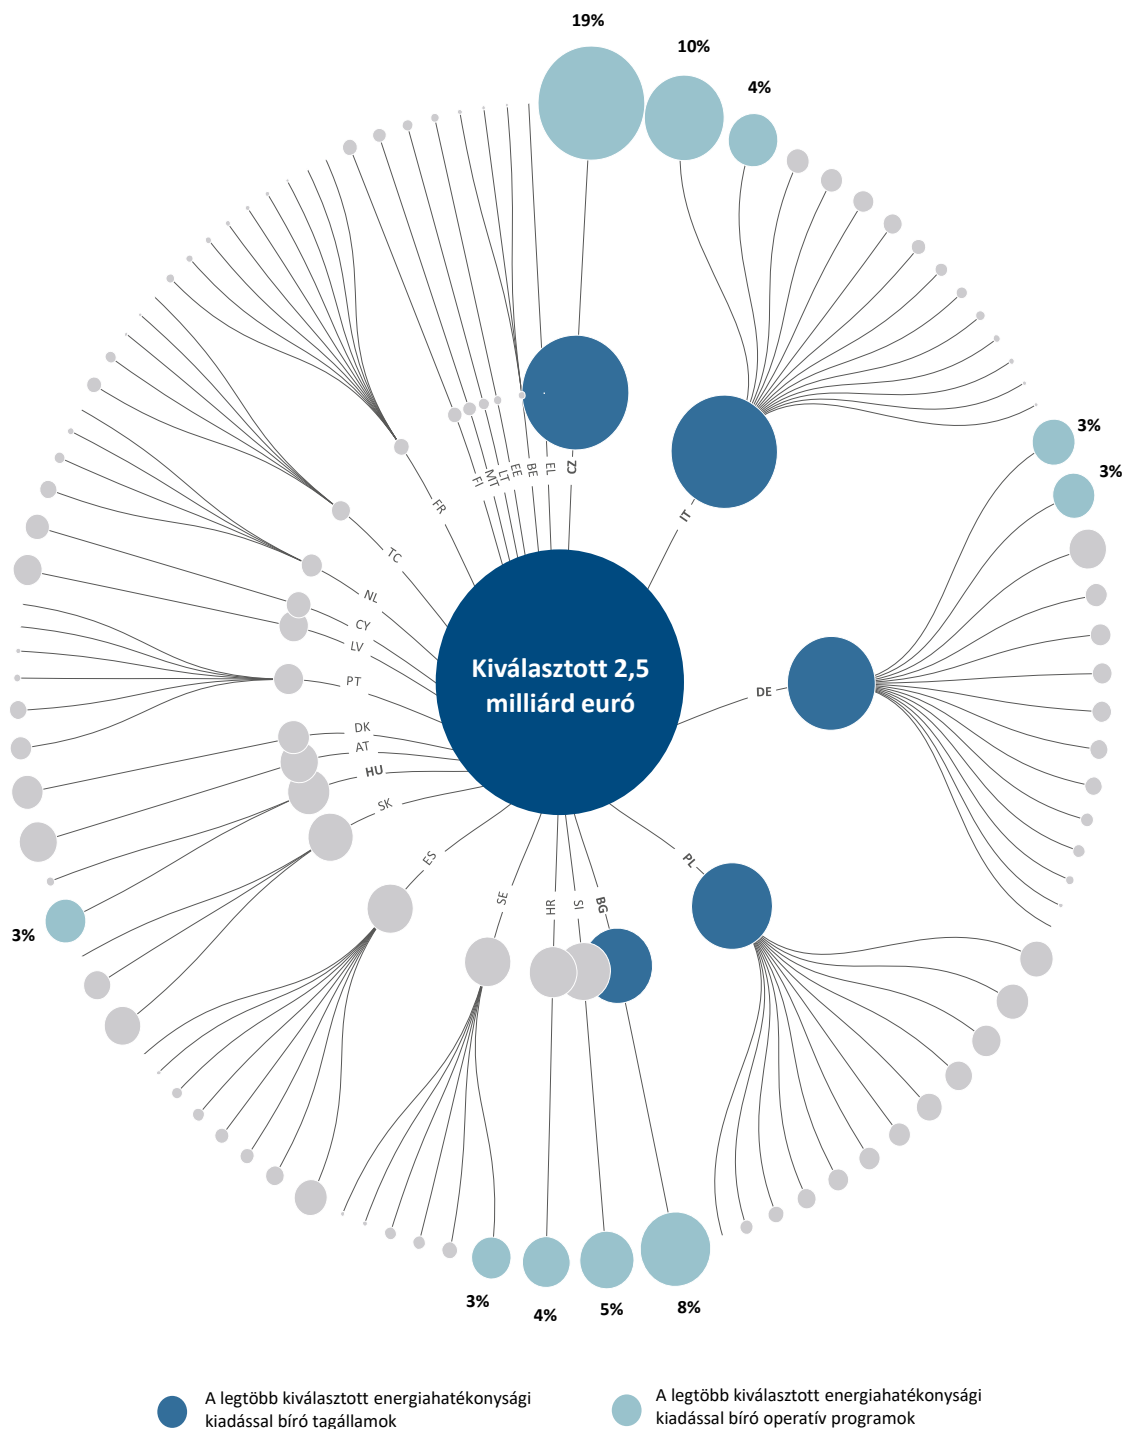 19%
10%
4%
3%
3%
CZ
EL
BE
EE
LT
MT
FI
FR
TC
NL
CY
LV
PT
DK
AT
HU
SK
ES
SE
HR
SI
BG
PL
DE
IT
Kiválasztott 2,5
milliárd euró
3%
3%
4%
5%
8%
A legtöbb kiválasztott energiahatékonysági
kiadással bíró tagállamok
A legtöbb kiválasztott energiahatékonysági
kiadással bíró operatív programok